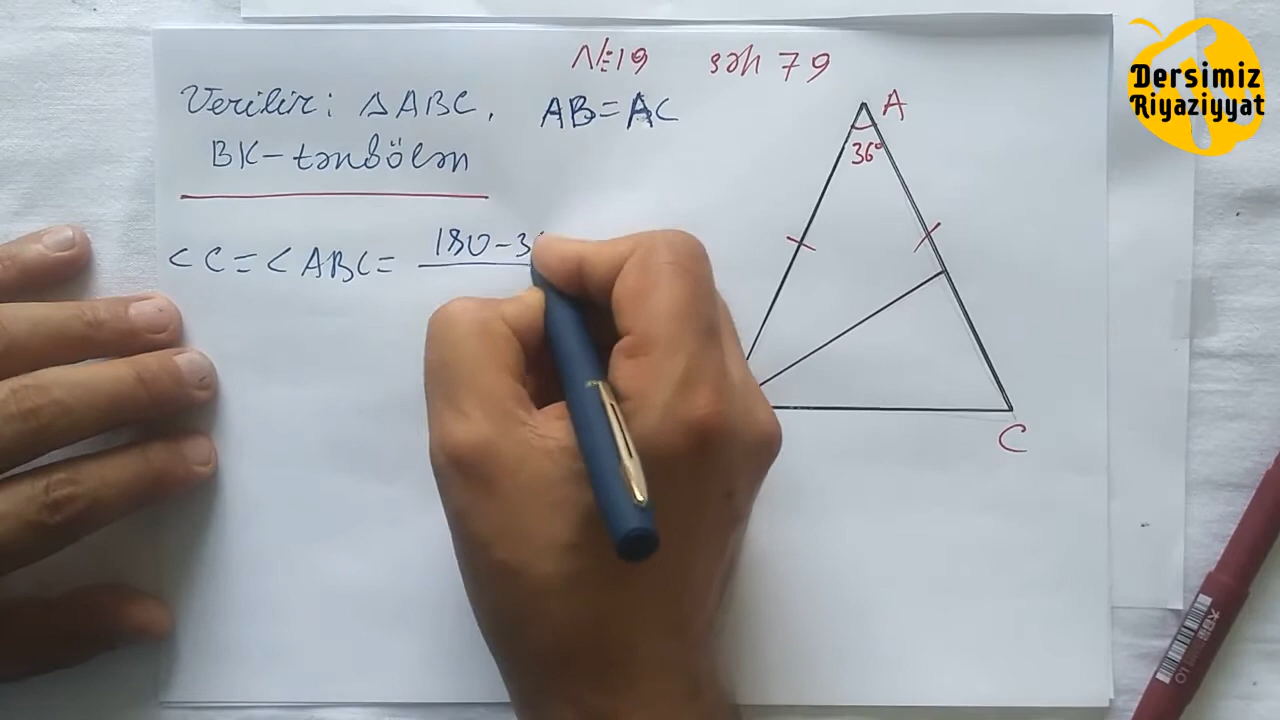 №19 səh 79
Verilir: △ABC, AB=AC
BK-tənbölən
<C=<ABC= 180-3
A
36°
C
Dersimiz
Riyaziyyat